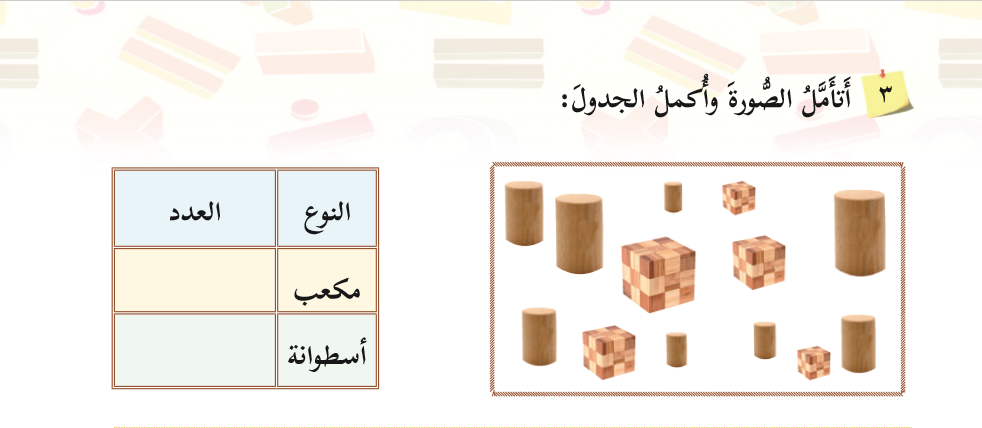 ٣ أَتأَمَّلُ الصُّورةَ وأُكملُ الجدولَ:
النوع العدد
مكعب
أسطوانة